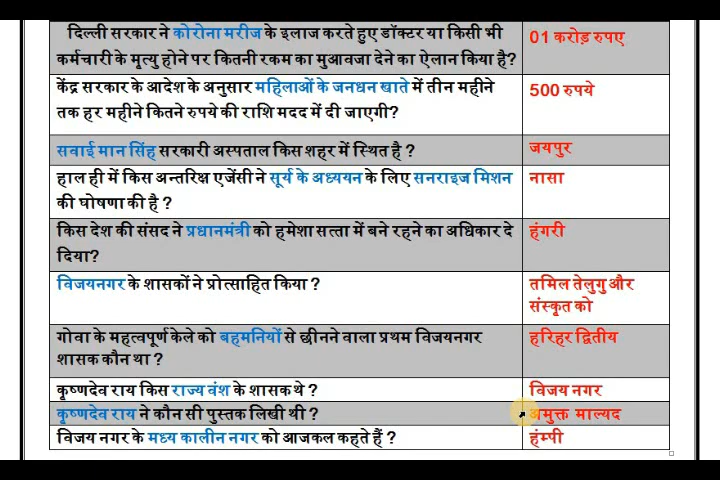 दिल्ली सरकार ने कोरोना मरीज के इलाज करते हुए डॉक्टर या किसी भी
कर्मचारी के मृत्यु होने पर कितनी रकम का मुआवजा देने का ऐलान किया है?
01 करोड़ रुपए
केंद्र सरकार के आदेश के अनुसार महिलाओं के जनधन खाते में तीन महीने
तक हर महीने कितने रुपये की राशि मदद में दी जाएगी?
500 रुपये
सवाई मान सिंह सरकारी अस्पताल किस शहर में स्थित है ?
जयपुर
हाल ही में किस अन्तरिक्ष एजेंसी ने सूर्य के अध्ययन के लिए सनराइज मिशन
की घोषणा की है ?
नासा
किस देश की संसद ने प्रधानमंत्री को हमेशा सत्ता में बने रहने का अधिकार दे
दिया?
हंगरी
विजयनगर के शासकों ने प्रोत्साहित किया ?
तमिल तेलुगु और
संस्कृत को
गोवा के महत्वपूर्ण केले को बहमनियों से छीनने वाला प्रथम विजयनगर
शासक कौन था ?
हरिहर द्वितीय
कृष्णदेव राय किस राज्य वंश के शासक थे ?
विजय नगर
कृष्णदेव राय ने कौन सी पुस्तक लिखी थी ?
अमुक्त माल्यद
विजय नगर के मध्य कालीन नगर को आजकल कहते हैं ?
हंम्पी